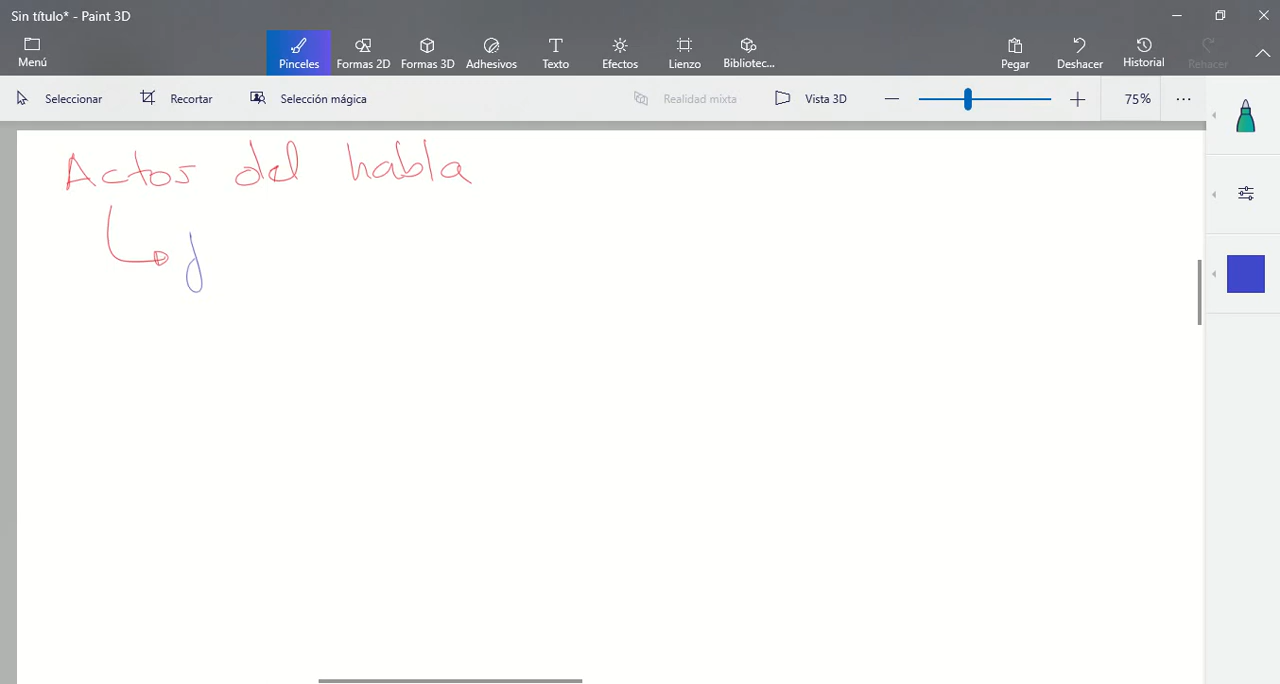 Sin título* - Paint 3D
Menú
Pinceles
Formas 2D
Formas 3D
Adhesivos
Texto
Efectos
Lienzo
Bibliotec...
Pegar
Deshacer
Historial
Rehacer
Seleccionar
Recortar
Selección mágica
Realidad mixta
Vista 3D
75%
Actos del habla
d